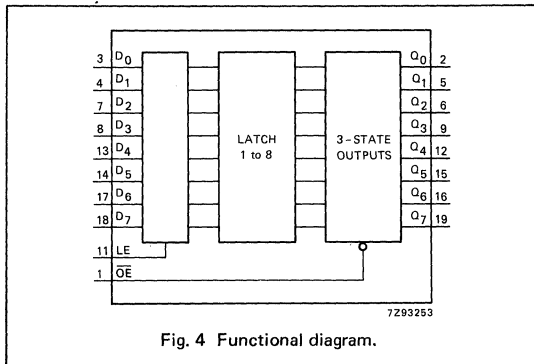 3 D0 Q0 2
4 D1 Q1 5
7 D2 Q2 6
8 D3 Q3 9
13 D4 LATCH 3-STATE Q4 12
14 D5 1 to 8 OUTPUTS Q5 15
17 D6 Q6 16
18 D7 Q7 19
11 LE
1 O̅E̅
7Z93253
Fig. 4 Functional diagram.